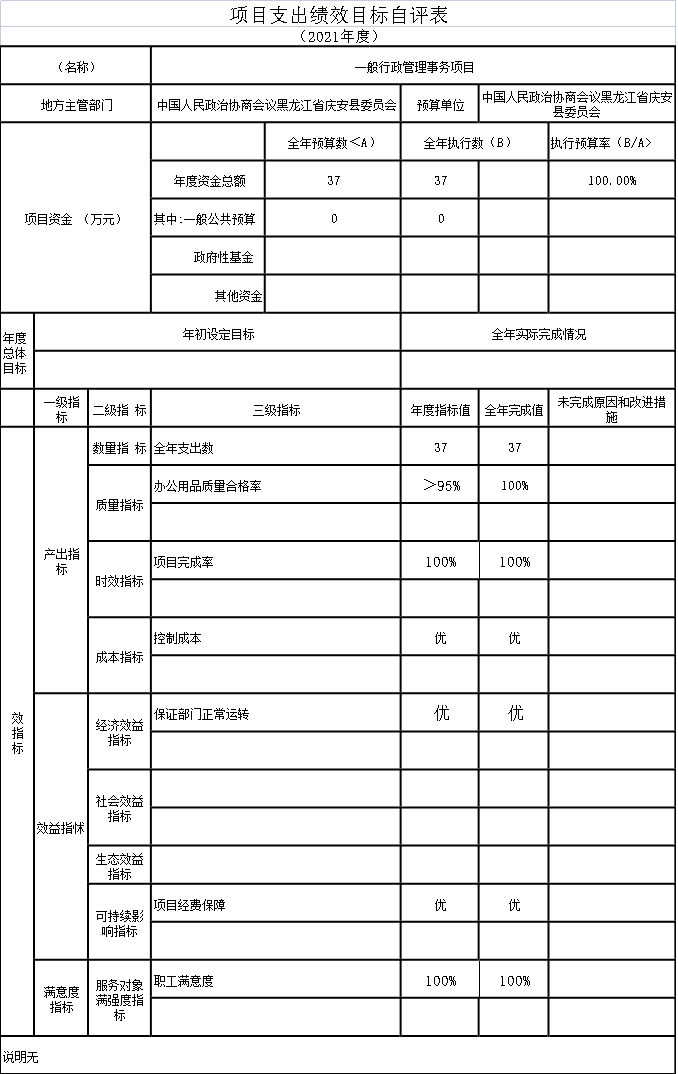 项目支出绩效目标自评表
（2021年度）
（名称） 一般行政管理事务项目
地方主管部门 中国人民政治协商会议黑龙江省庆安县委员会 预算单位 中国人民政治协商会议黑龙江省庆安
县委员会
项目资金 （万元） 全年预算数＜A） 全年执行数（B） 执行预算率（B/A>
年度资金总额 37 37 100.00%
其中:一般公共预算 0 0
政府性基金
其他资金
年度
总体
目标
年初设定目标 全年实际完成情况
一级指
标
二级指 标 三级指标 年度指标值 全年完成值
未完成原因和改进措
施
效
指
标
产出指
标
数量指 标 全年支出数 37 37
质量指标 办公用品质量合格率 ＞95% 100%
时效指标 项目完成率 100% 100%
成本指标 控制成本 优 优
效益指怵
经济效益
指标
保证部门正常运转 优 优
社会效益
指标
生态效益
指标
可持续影
响指标
项目经费保障 优 优
满意度
指标
服务对象
满强度指
标
职工满意度 100% 100%
说明无